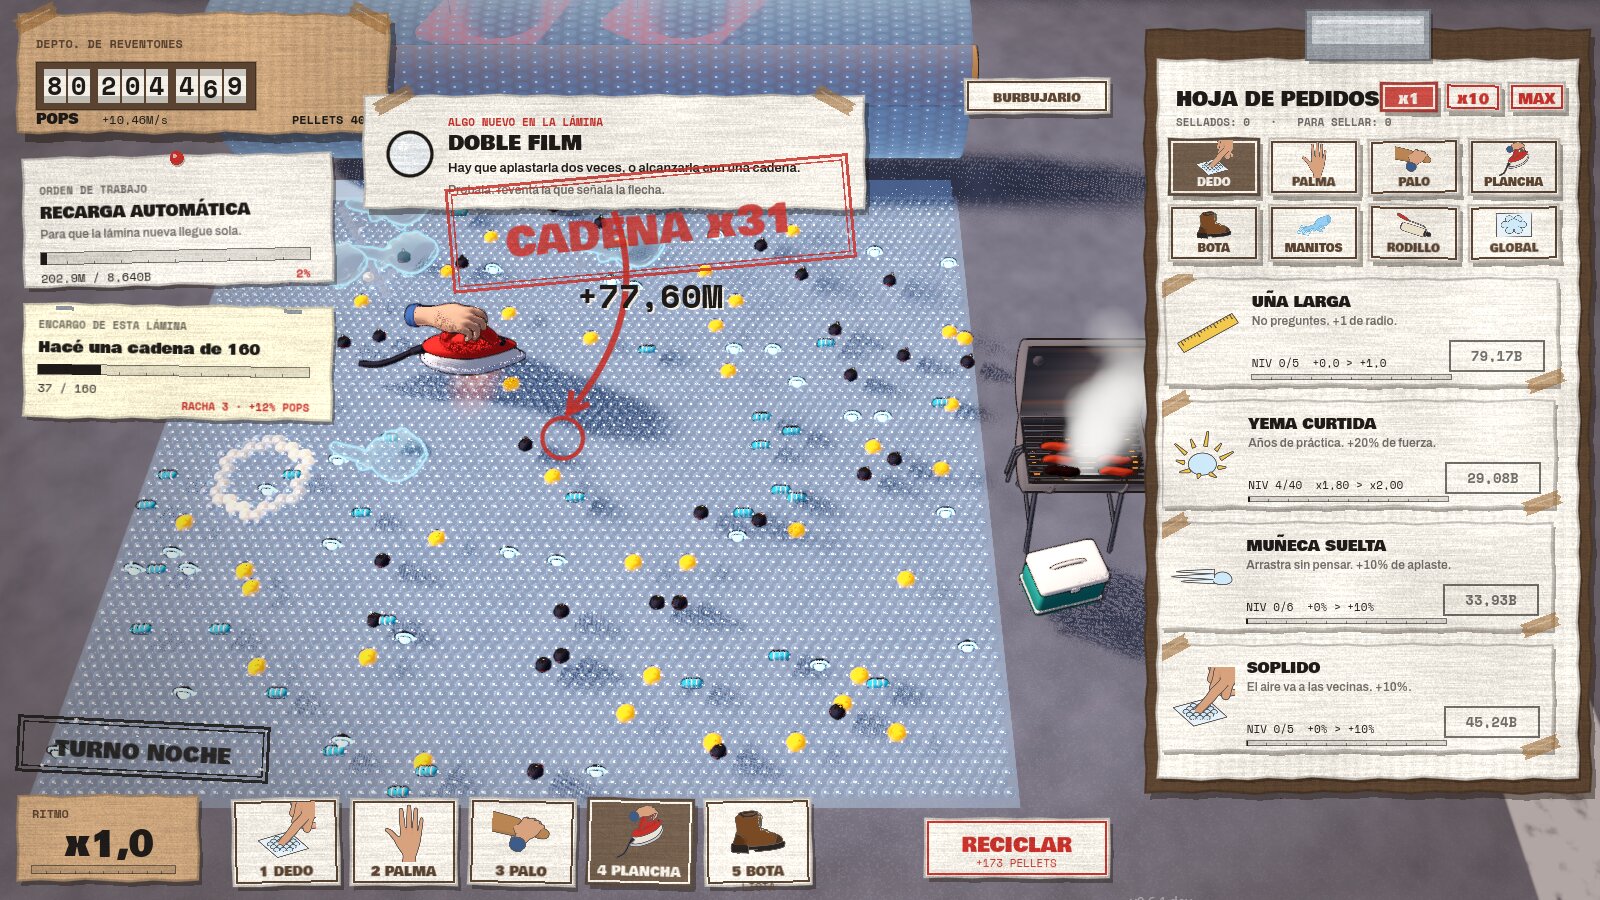 DEPTO. DE REVENTONES
80 204 469
POPS +10,46M/s PELLETS 40
ORDEN DE TRABAJO
RECARGA AUTOMÁTICA
Para que la lámina nueva llegue sola.
202.9M / 8.640B 2%
ENCARGO DE ESTA LÁMINA
Hacé una cadena de 160
37 / 160
RACHA 3 · +12% POPS
ALGO NUEVO EN LA LÁMINA
DOBLE FILM
Hay que aplastarla dos veces, o alcanzarla con una cadena.
Probala. reventá la que señala la flecha.
CADENA x31
+77,60M
BURBUJARIO
HOJA DE PEDIDOS x1 x10 MAX
SELLADOS: 0 · PARA SELLAR: 0
DEDO PALMA PALO PLANCHA
BOTA MANITOS RODILLO GLOBAL
UÑA LARGA
No preguntes. +1 de radio.
NIV 0/5 +0,0 > +1,0 79,17B
YEMA CURTIDA
Años de práctica. +20% de fuerza.
NIV 4/40 x1,80 > x2,00 29,08B
MUÑECA SUELTA
Arrastra sin pensar. +10% de aplaste.
NIV 0/6 +0% > +10% 33,93B
SOPLIDO
El aire va a las vecinas. +10%.
NIV 0/5 +0% > +10% 45,24B
TURNO NOCHE
RITMO
x1,0
1 DEDO 2 PALMA 3 PALO 4 PLANCHA 5 BOTA
RECICLAR
+173 PELLETS